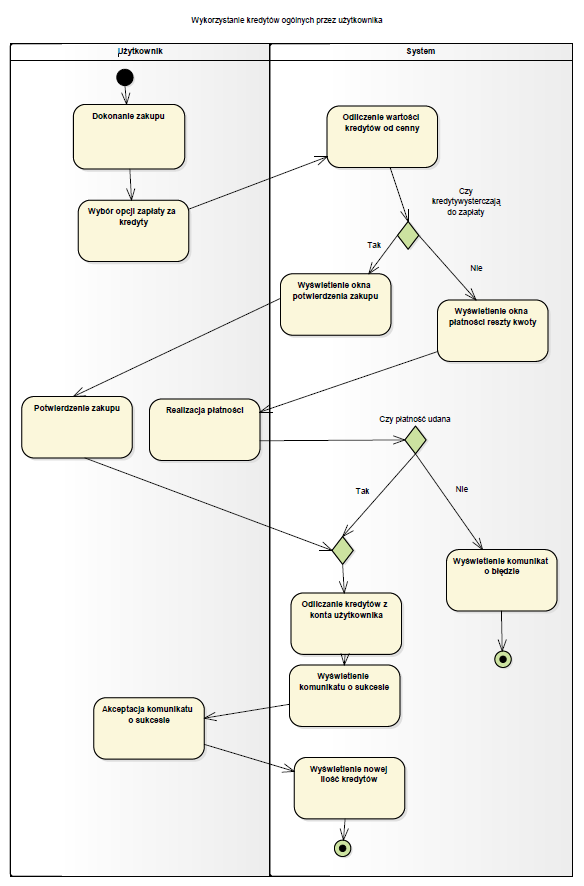 Wykorzystanie kredytów ogólnych przez użytkownika
Użytkownik
System
Dokonanie zakupu
Odliczenie wartości
kredytów od cenny
Wybór opcji zapłaty za
kredyty
Czy
kredytywysterczają
do zapłaty
Tak
Nie
Wyświetlenie okna
potwierdzenia zakupu
Wyświetlenie okna
płatności reszty kwoty
Potwierdzenie zakupu
Realizacja płatności
Czy płatność udana
Tak
Nie
Wyświetlenie komunikat
o błędzie
Odliczanie kredytów z
konta użytkownika
Wyświetlenie
komunikatu o sukcesie
Akceptacja komunikatu
o sukcesie
Wyświetlenie nowej
ilość kredytów